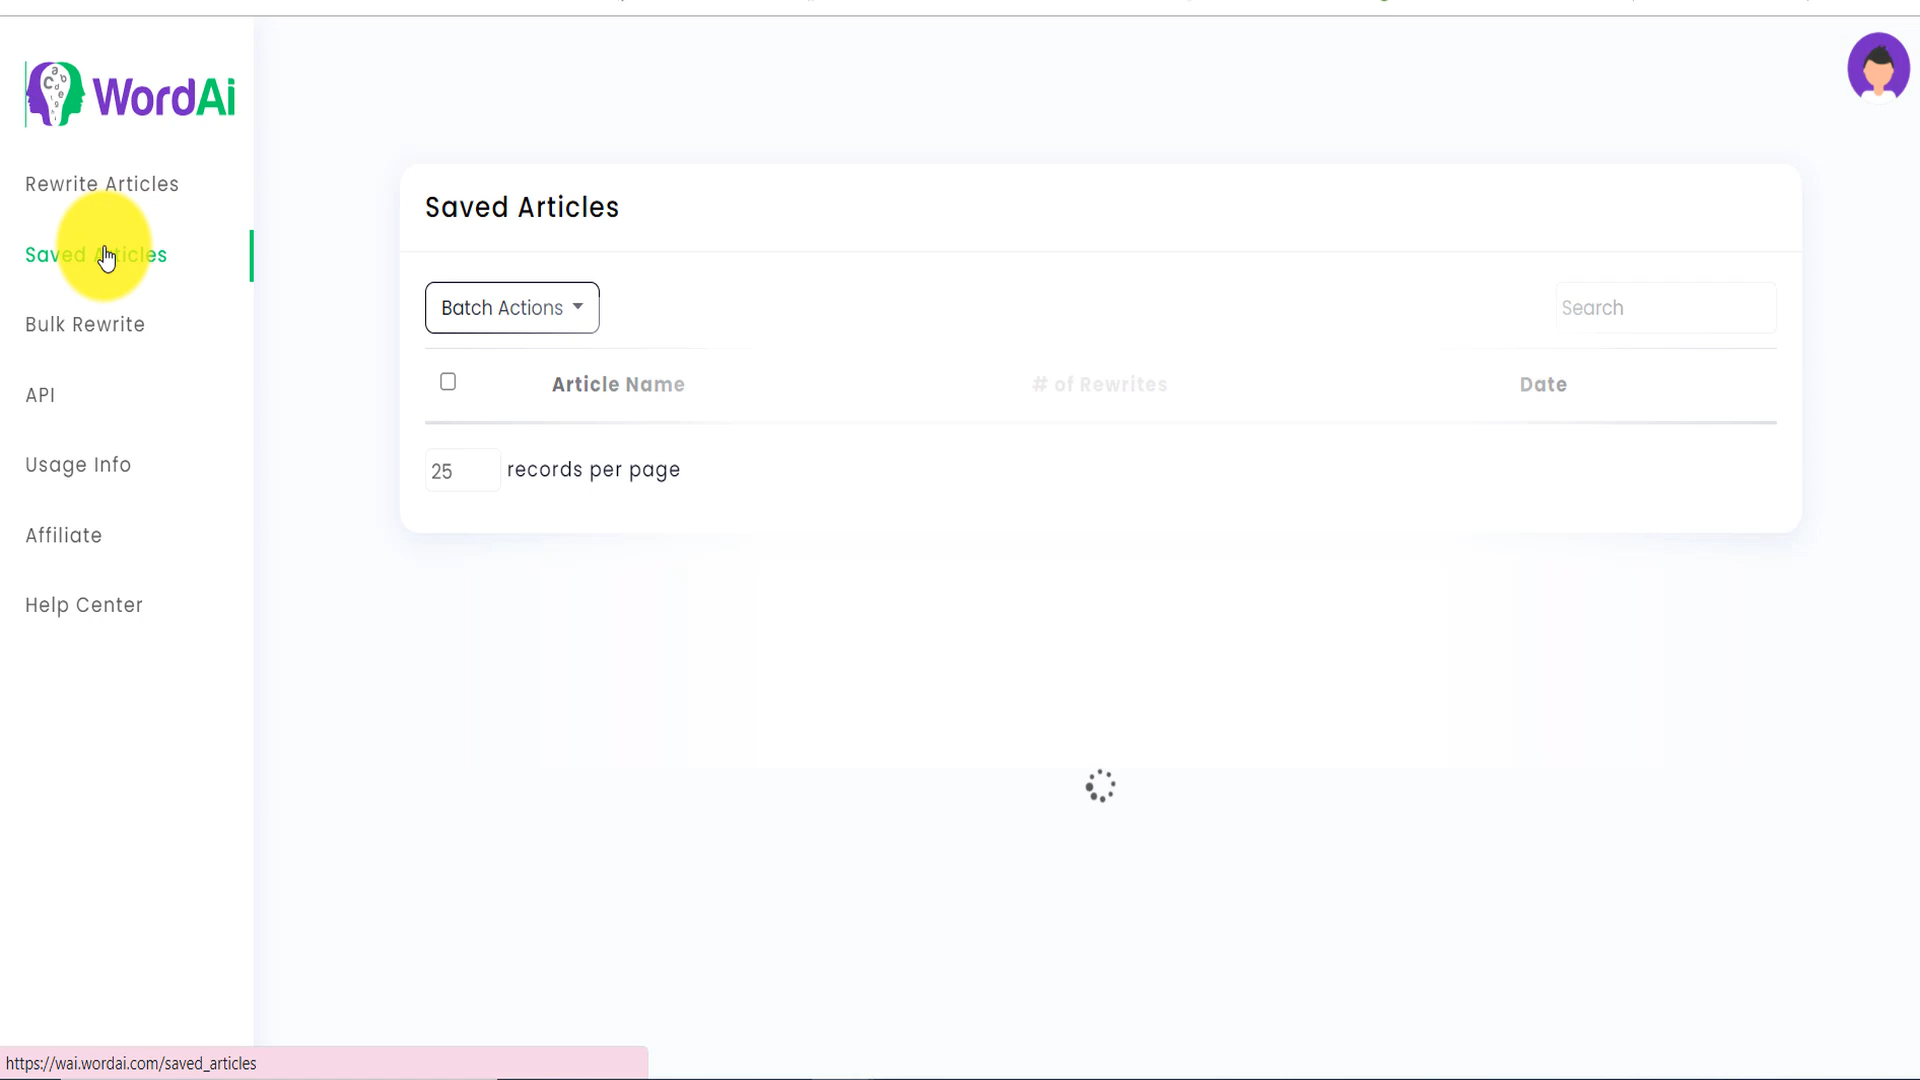 WordAi
Rewrite Articles
Saved Articles
Bulk Rewrite
API
Usage Info
Affiliate
Help Center
Saved Articles
Batch Actions
Search
Article Name
# of Rewrites
Date
25 records per page
https://wai.wordai.com/saved_articles